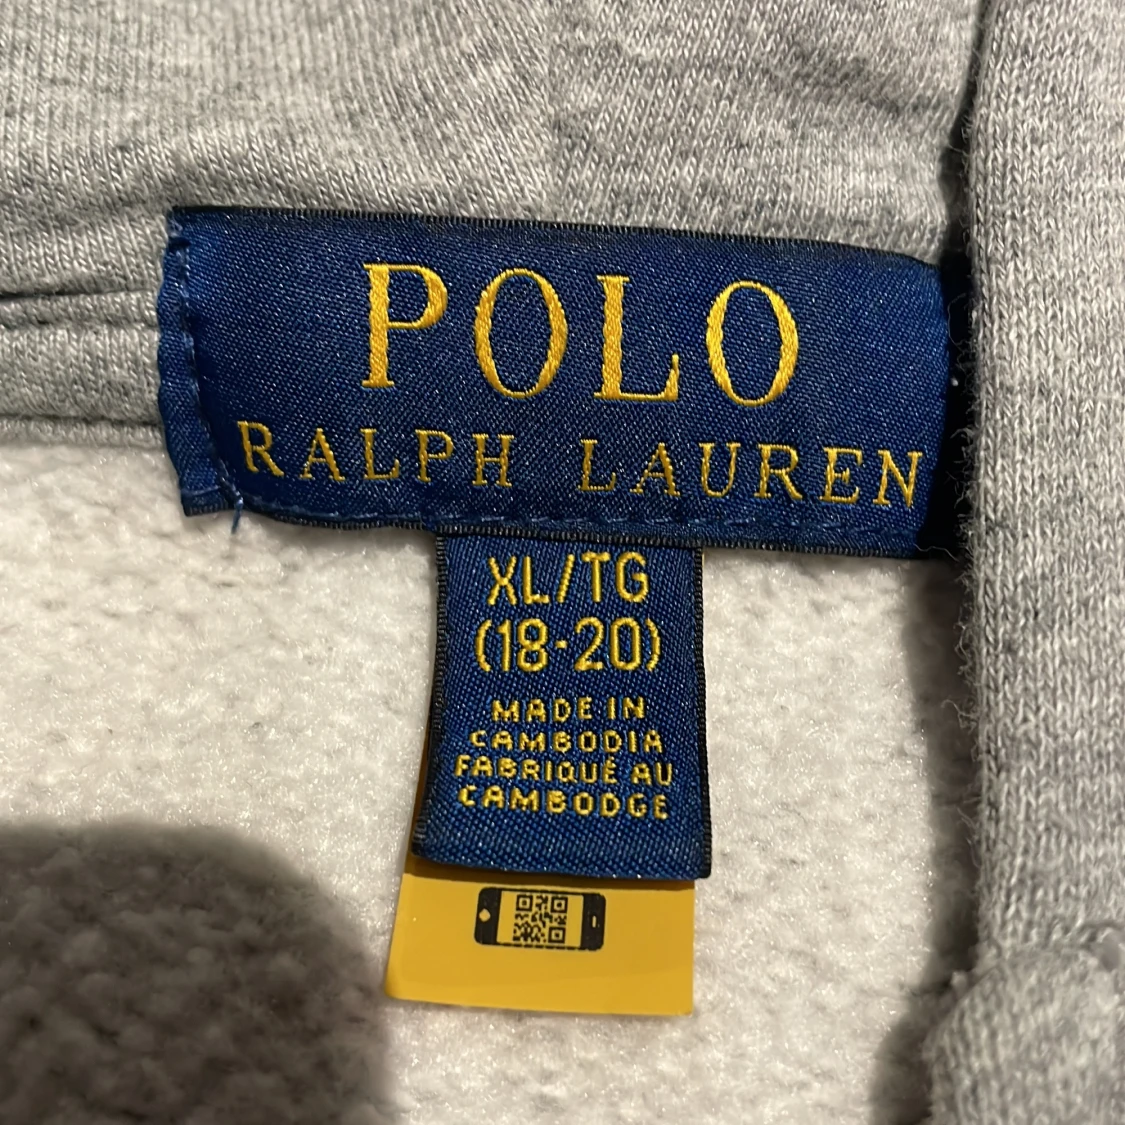 POLO
RALPH LAUREN
XL/TG
(18-20)
MADE IN
CAMBODIA
FABRIQUÉ AU
CAMBODGE